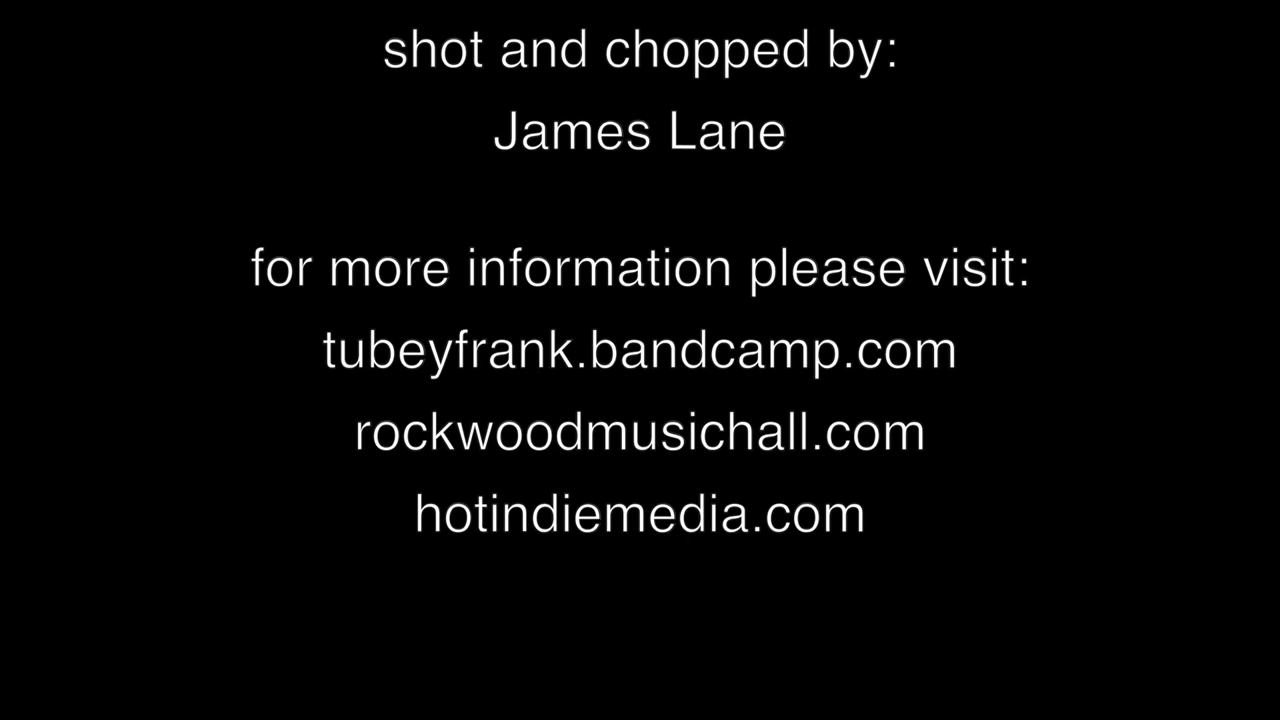 shot and chopped by:
James Lane
for more information please visit:
tubeyfrank.bandcamp.com
rockwoodmusichall.com
hotindiemedia.com